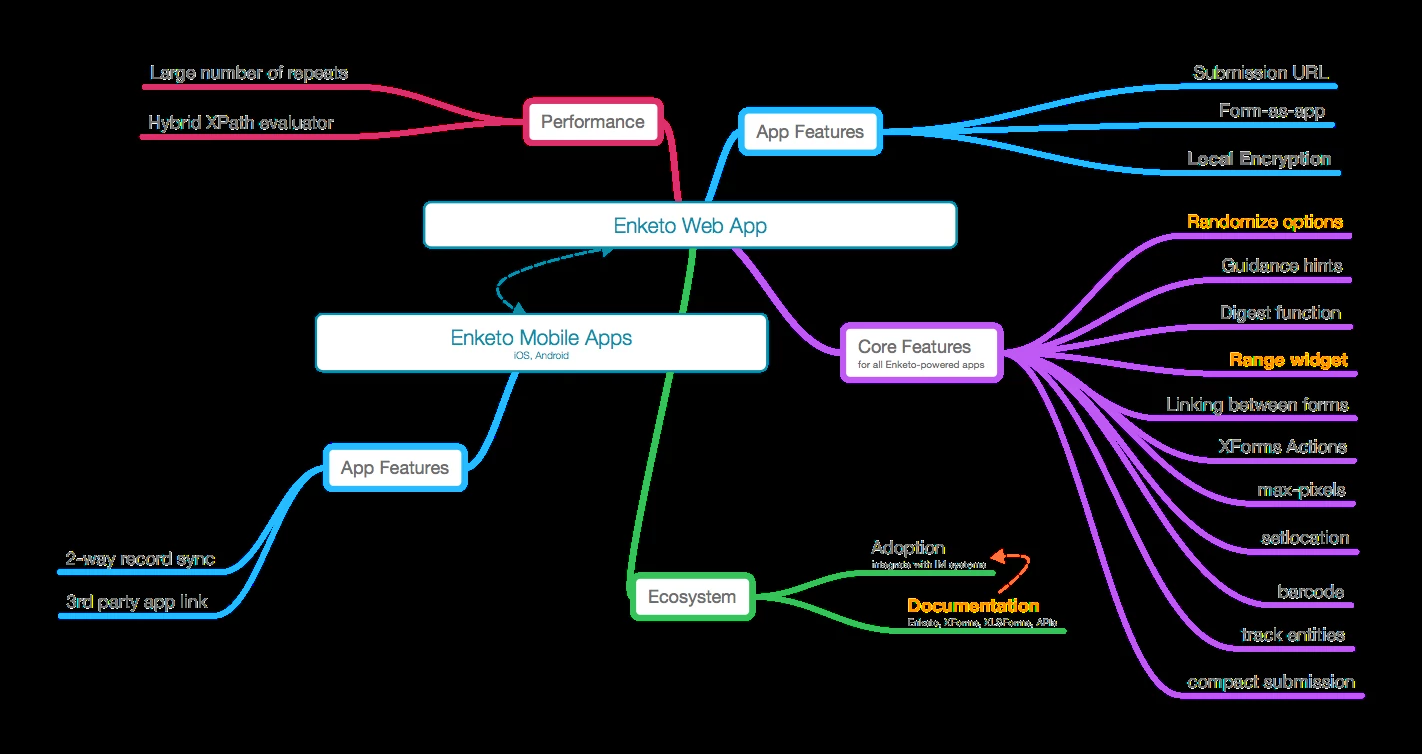 Large number of repeats
Hybrid XPath evaluator
Performance
App Features
Submission URL
Form-as-app
Local Encryption
Enketo Web App
Enketo Mobile Apps
iOS, Android
Core Features
for all Enketo-powered apps
Randomize options
Guidance hints
Digest function
Range widget
Linking between forms
XForms Actions
max-pixels
setlocation
barcode
track entities
compact submission
App Features
2-way record sync
3rd party app link
Ecosystem
Adoption
integrate with IM systems
Documentation
Enketo, XForms, XLSForms, APIs